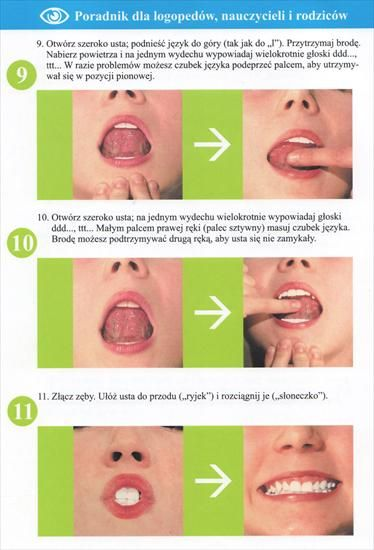 Poradnik dla logopedów, nauczycieli i rodziców
9. Otwórz szeroko usta; podnieść język do góry (tak jak do „l”). Przytrzymaj brodę.
Nabierz powietrza i na jednym wydechu wypowiadaj wielokrotnie głoski ddd...,
ttt... W razie problemów możesz czubek języka podeprzeć palcem, aby utrzymy-
wał się w pozycji pionowej.
9
10. Otwórz szeroko usta; na jednym wydechu wielokrotnie wypowiadaj głoski
ddd..., ttt... Małym palcem prawej ręki (palec sztywny) masuj czubek języka.
Brodę możesz podtrzymywać drugą ręką, aby usta się nie zamykały.
10
11. Złącz zęby. Ułóż usta do przodu („ryjek”) i rozciągnij je („słoneczko”).
11